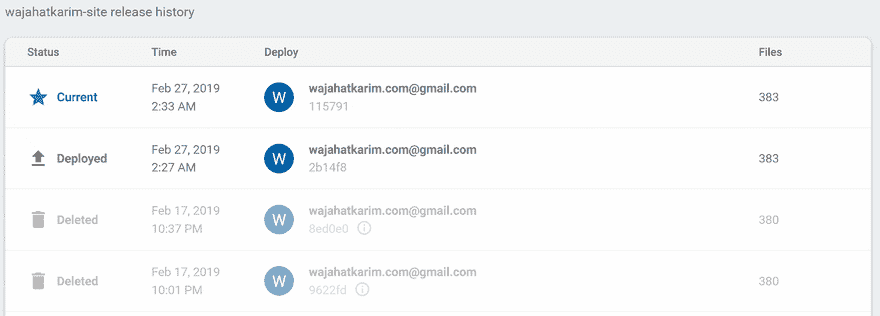 wajahatkarim-site release history
Status Time Deploy Files
Current Feb 27, 2019 2:33 AM W wajahatkarim.com@gmail.com 115791 383
Deployed Feb 27, 2019 2:27 AM W wajahatkarim.com@gmail.com 2b14f8 383
Deleted Feb 17, 2019 10:37 PM W wajahatkarim.com@gmail.com 8ed0e0 380
Deleted Feb 17, 2019 10:01 PM W wajahatkarim.com@gmail.com 9622fd 380